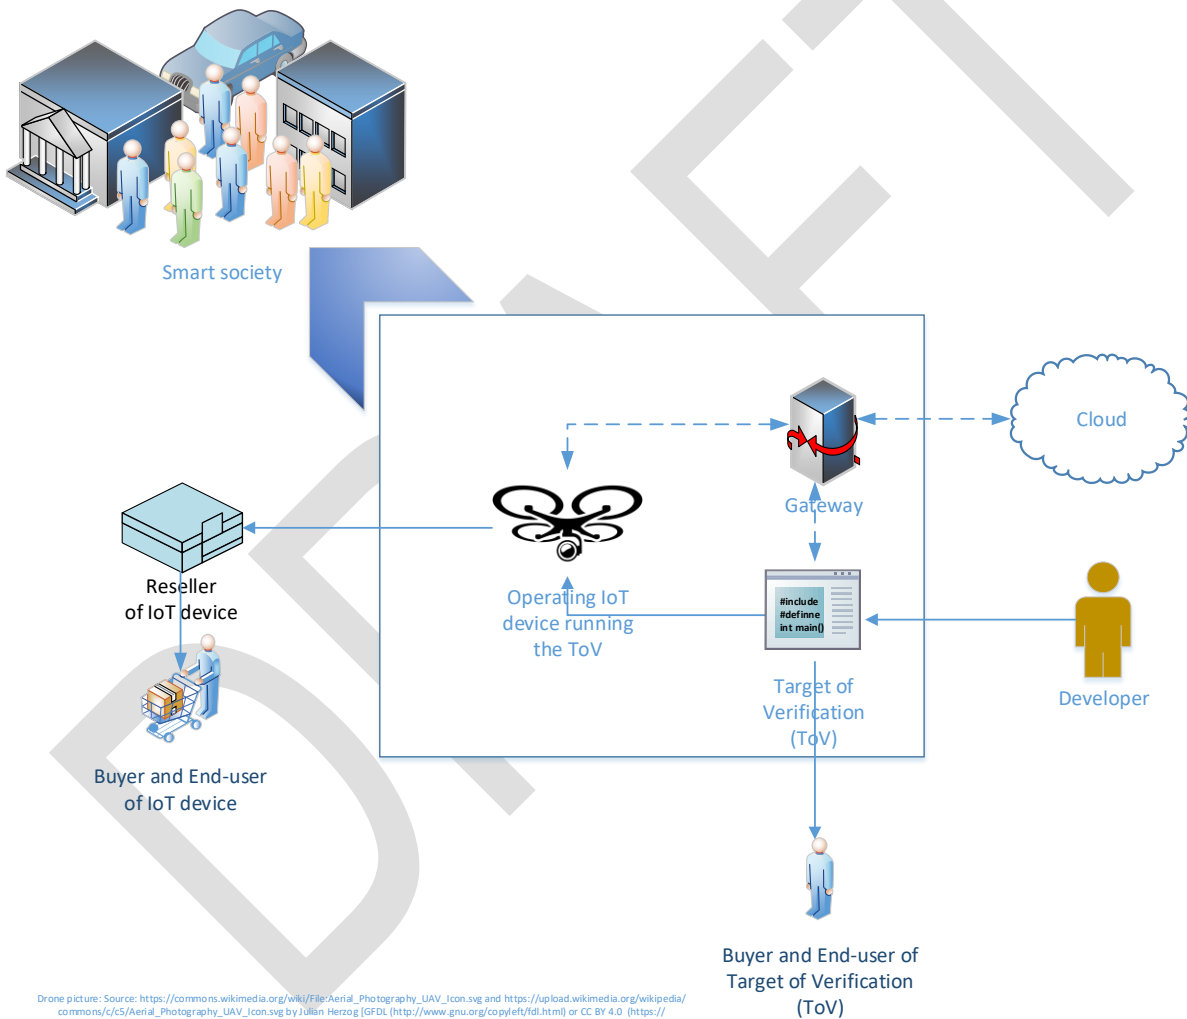 Smart society
Cloud
Gateway
Reseller
of IoT device
Operating IoT
device running
the ToV
#include
#definne
int main()
Target of
Verification
(ToV)
Developer
Buyer and End-user
of IoT device
Buyer and End-user of
Target of Verification
(ToV)
Drone picture: Source: https://commons.wikimedia.org/wiki/File:Aerial_Photography_UAV_Icon.svg and https://upload.wikimedia.org/wikipedia/
commons/c/c5/Aerial_Photography_UAV_Icon.svg by Julian Herzog [GFDL (http://www.gnu.org/copyleft/fdl.html) or CC BY 4.0 (https://
DRAFT